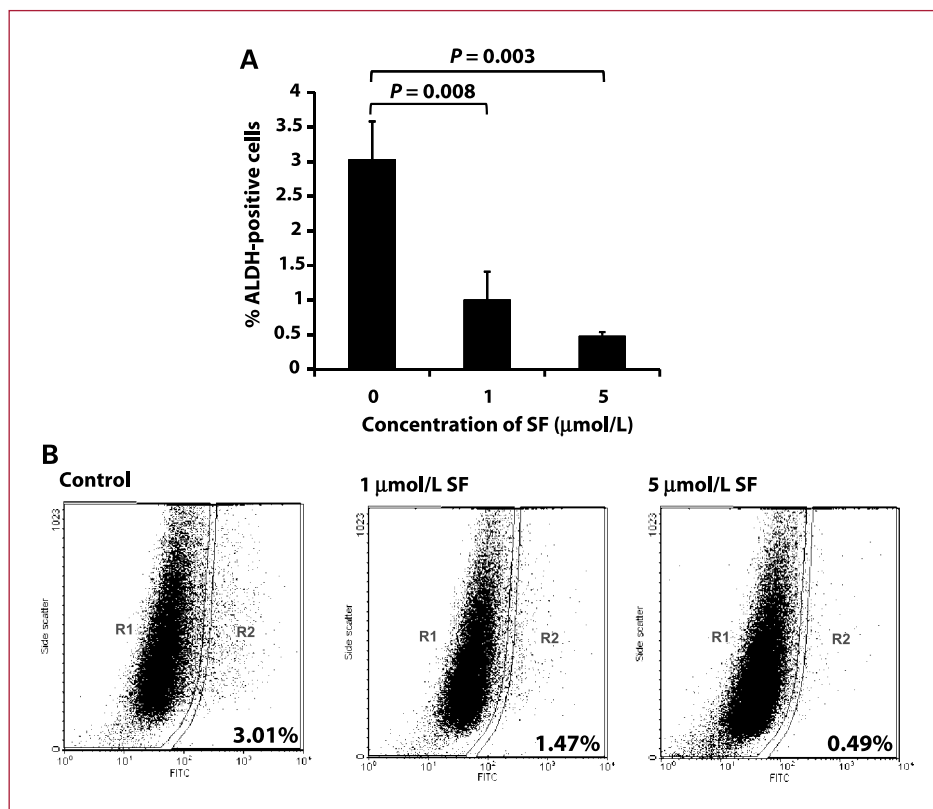 A
P = 0.003
P = 0.008
4
3.5
3
2.5
2
1.5
1
0.5
0
% ALDH-positive cells
0 1 5
Concentration of SF (μmol/L)
B
Control
1 μmol/L SF
5 μmol/L SF
1023
Side scatter
0
R1
R2
3.01%
10⁰ 10¹ 10² 10³ 10⁴
FITC
1023
Side scatter
0
R1
R2
1.47%
10⁰ 10¹ 10² 10³ 10⁴
FITC
1023
Side scatter
0
R1
R2
0.49%
10⁰ 10¹ 10² 10³ 10⁴
FITC